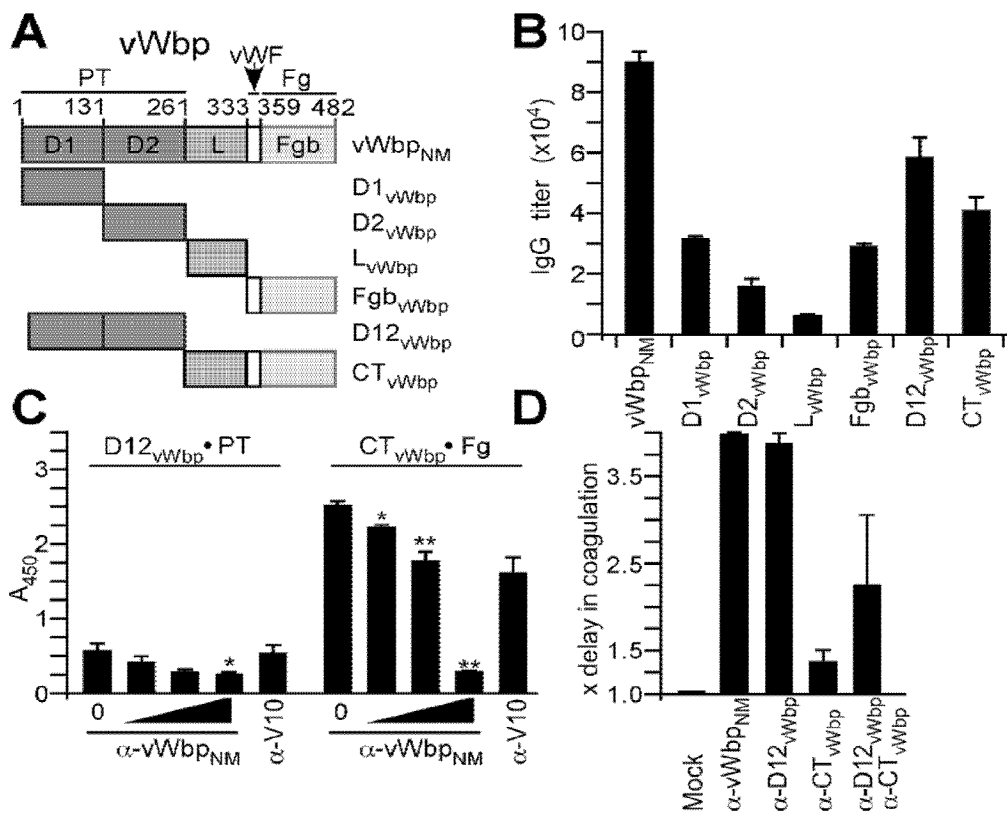 A
vWbp
vWF
PT
Fg
1 131 261 333 359 482
D1 D2 L Fgb vWbpNM
D1vWbp
D2vWbp
LvWbp
FgbvWbp
D12vWbp
CTvWbp
B
IgG titer (x10⁴)
10
8
6
4
2
0
vWbpNM
D1vWbp
D2vWbp
LvWbp
FgbvWbp
D12vWbp
CTvWbp
C
D12vWbp • PT
CTvWbp • Fg
A450
3
2
1
0
* * ** **
0
α-vWbpNM
α-V10
0
α-vWbpNM
α-V10
D
x delay in coagulation
3.5
2.5
1.5
1.0
Mock
α-vWbpNM
α-D12vWbp
α-CTvWbp
α-D12vWbp
α-CTvWbp